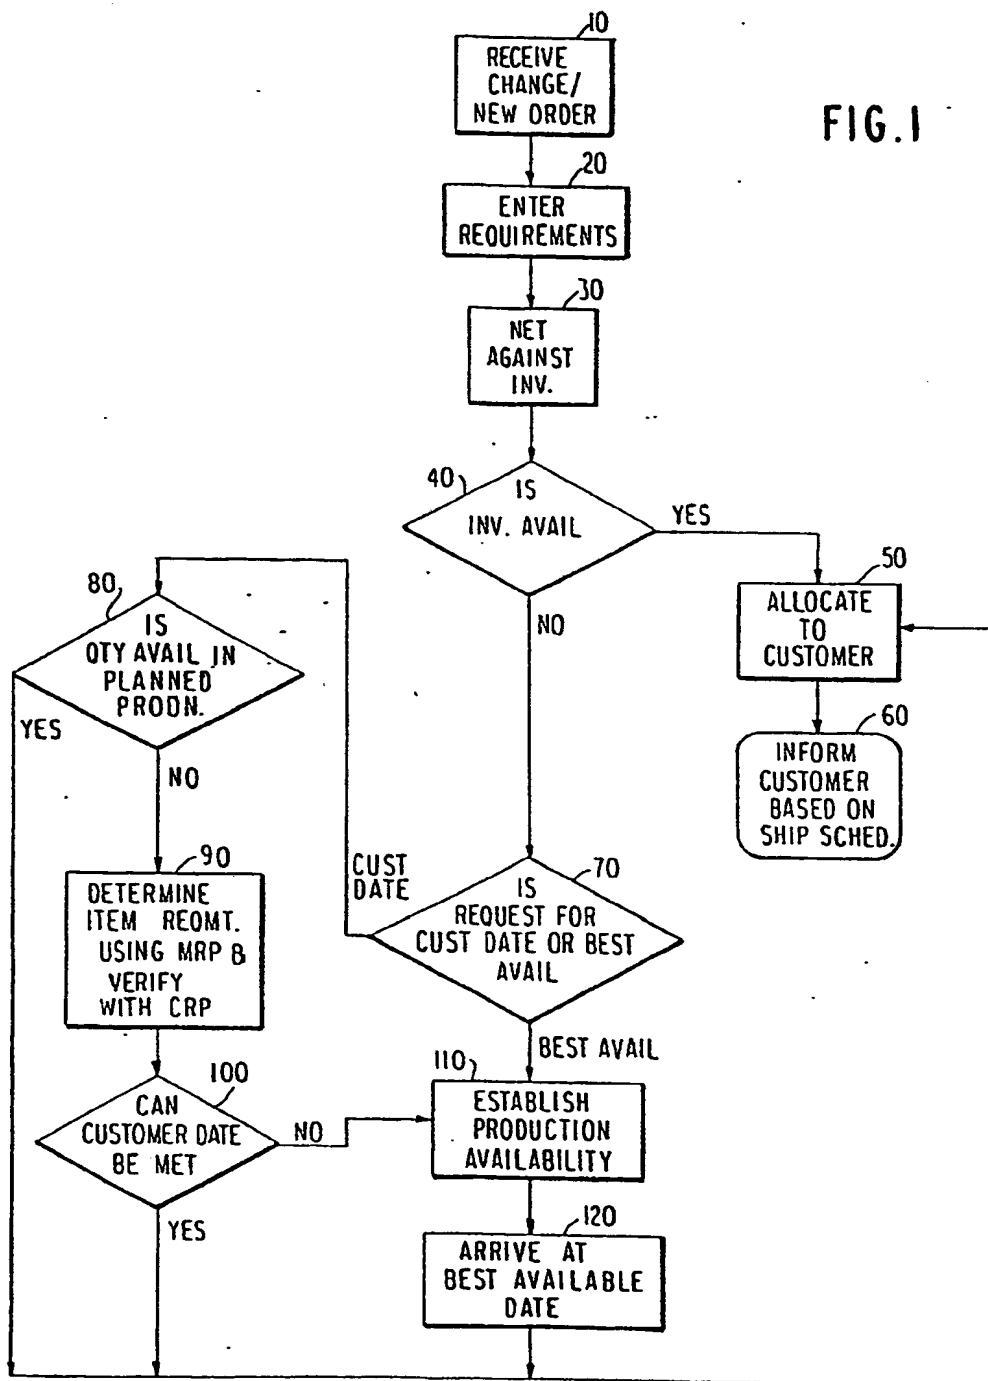 FIG.1
10
RECEIVE
CHANGE/
NEW ORDER
20
ENTER
REQUIREMENTS
30
NET
AGAINST
INV.
40
IS
INV. AVAIL
YES
NO
50
ALLOCATE
TO
CUSTOMER
60
INFORM
CUSTOMER
BASED ON
SHIP SCHED.
70
IS
REQUEST FOR
CUST DATE OR BEST
AVAIL
CUST
DATE
BEST AVAIL
80
IS
QTY AVAIL IN
PLANNED
PRODN.
YES
NO
90
DETERMINE
ITEM REQMT.
USING MRP &
VERIFY
WITH CRP
100
CAN
CUSTOMER DATE
BE MET
NO
YES
110
ESTABLISH
PRODUCTION
AVAILABILITY
120
ARRIVE AT
BEST AVAILABLE
DATE